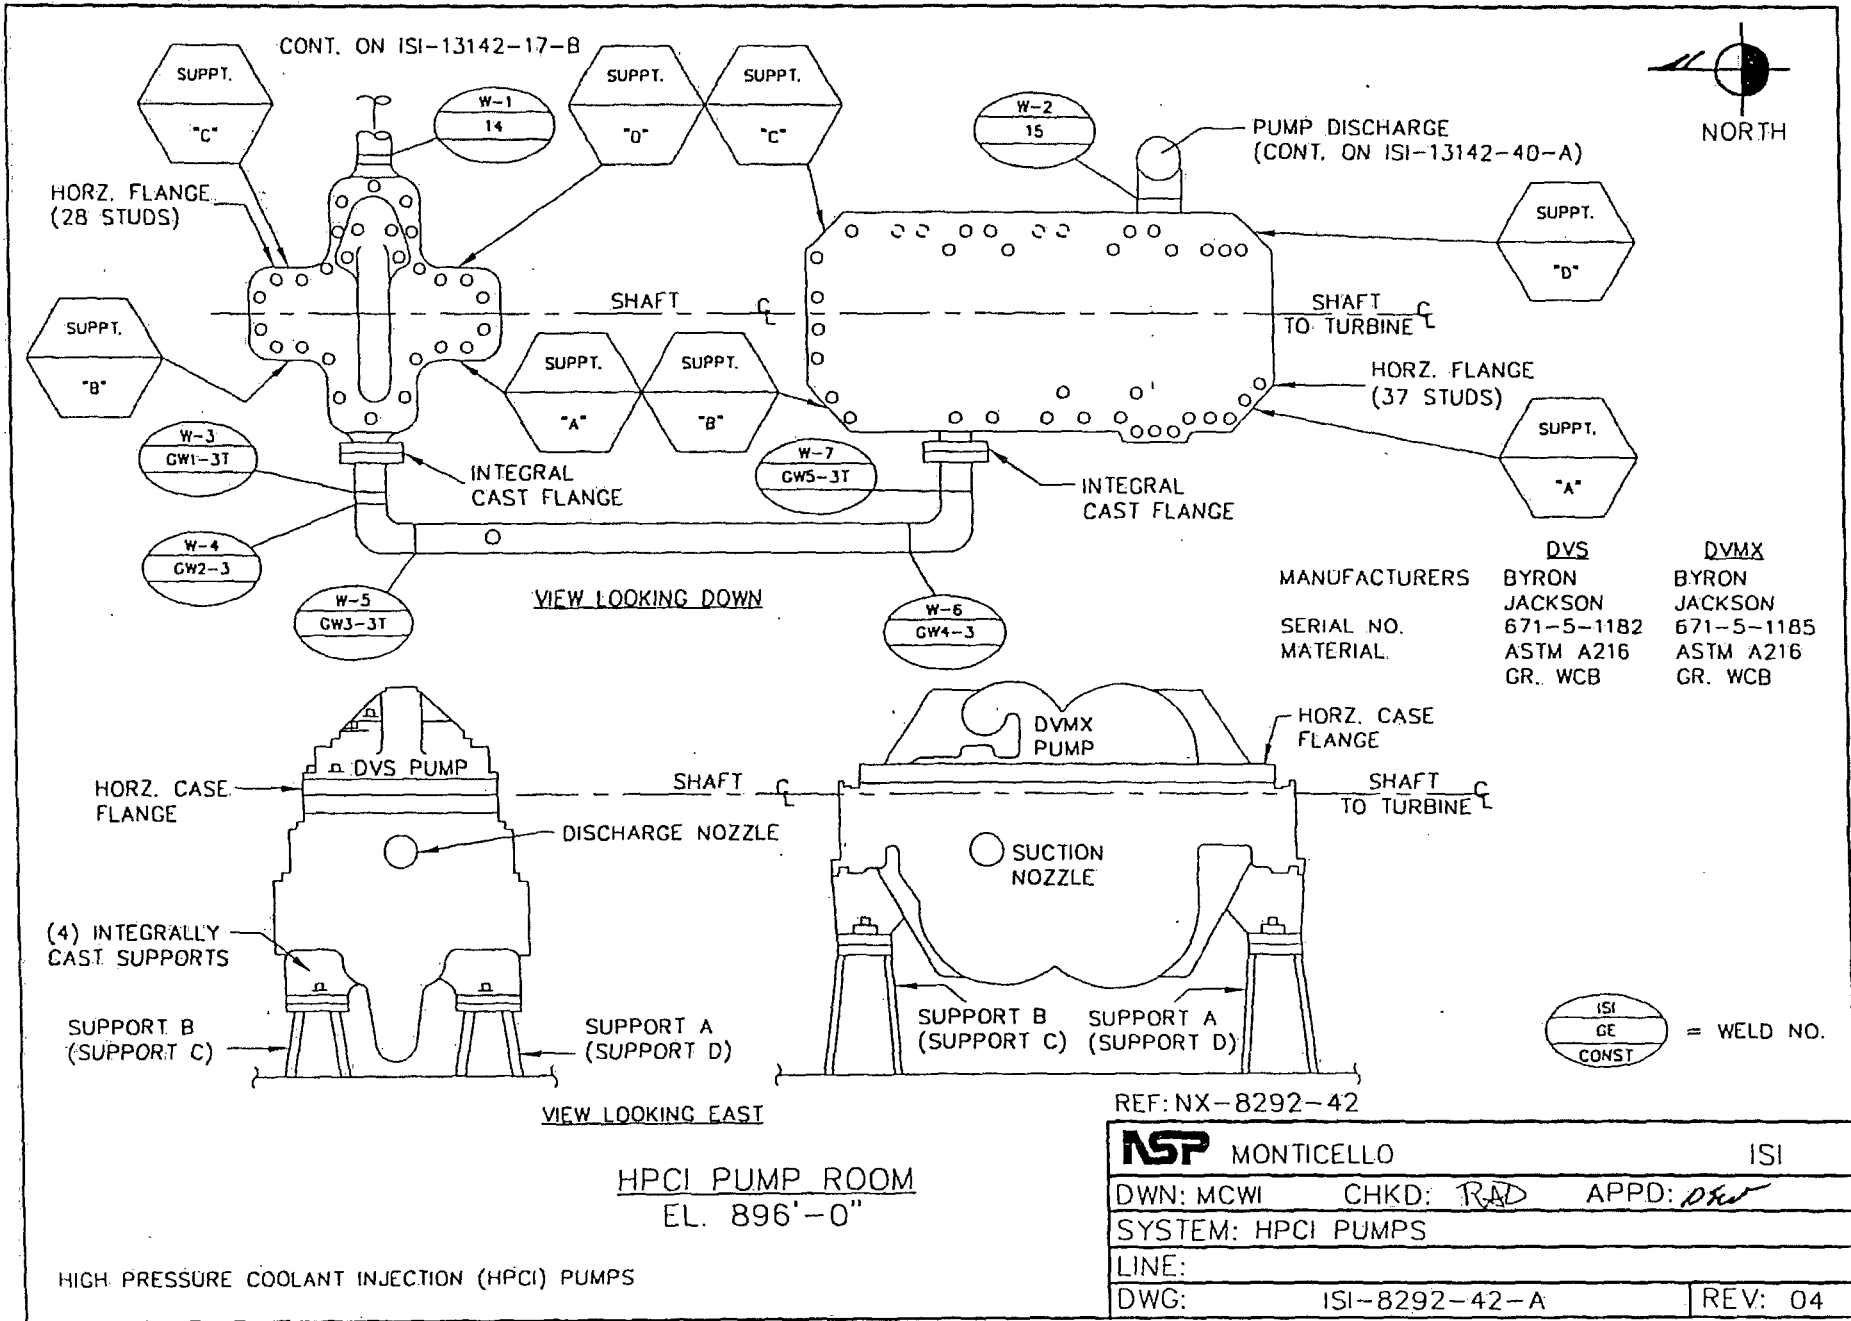 CONT. ON ISI-13142-17-B
SUPPT.
"C"
W-1
14
SUPPT.
"D"
SUPPT.
"C"
W-2
15
PUMP DISCHARGE
(CONT. ON ISI-13142-40-A)
NORTH
HORZ. FLANGE
(28 STUDS)
SUPPT.
"D"
SHAFT
SHAFT
TO TURBINE
SUPPT.
"B"
SUPPT.
"A"
SUPPT.
"B"
HORZ. FLANGE
(37 STUDS)
SUPPT.
"A"
W-3
GW1-3T
INTEGRAL
CAST FLANGE
W-7
GW5-3T
INTEGRAL
CAST FLANGE
W-4
GW2-3
W-5
GW3-3T
VIEW LOOKING DOWN
W-6
GW4-3
DVS DVMX
MANUFACTURERS BYRON BYRON
JACKSON JACKSON
SERIAL NO. 671-5-1182 671-5-1185
MATERIAL ASTM A216 ASTM A216
GR. WCB GR. WCB
DVS PUMP
DVMX
PUMP
HORZ. CASE
FLANGE
HORZ. CASE
FLANGE
SHAFT
SHAFT
TO TURBINE
DISCHARGE NOZZLE
SUCTION
NOZZLE
(4) INTEGRALLY
CAST SUPPORTS
SUPPORT B
(SUPPORT C)
SUPPORT A
(SUPPORT D)
SUPPORT B
(SUPPORT C)
SUPPORT A
(SUPPORT D)
ISI
GE
CONST
= WELD NO.
VIEW LOOKING EAST
REF: NX-8292-42
HPCI PUMP ROOM
EL. 896'-0"
NSP MONTICELLO ISI
DWN: MCWI CHKD: RAD APPD:
SYSTEM: HPCI PUMPS
LINE:
DWG: ISI-8292-42-A REV: 04
HIGH PRESSURE COOLANT INJECTION (HPCI) PUMPS